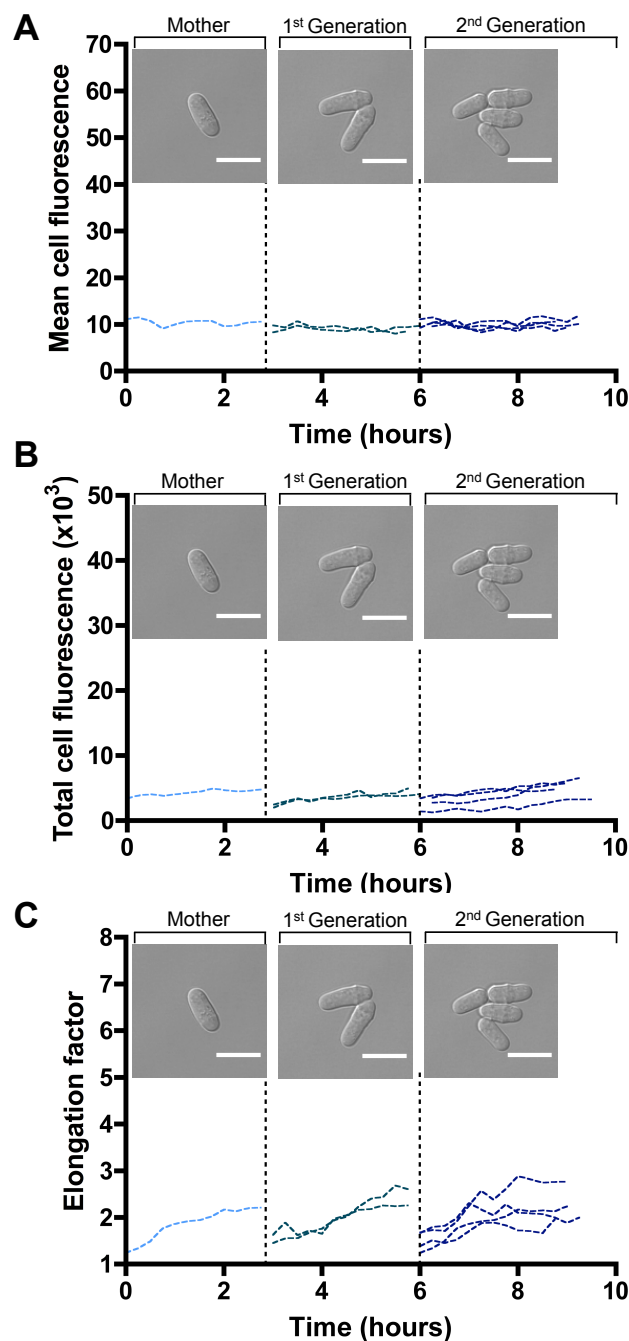 A
Mother
1st Generation
2nd Generation
70
60
50
40
30
20
10
0
Mean cell fluorescence
0 2 4 6 8 10
Time (hours)
B
Mother
1st Generation
2nd Generation
50
40
30
20
10
0
Total cell fluorescence (x10³)
0 2 4 6 8 10
Time (hours)
C
Mother
1st Generation
2nd Generation
8
7
6
5
4
3
2
1
Elongation factor
0 2 4 6 8 10
Time (hours)